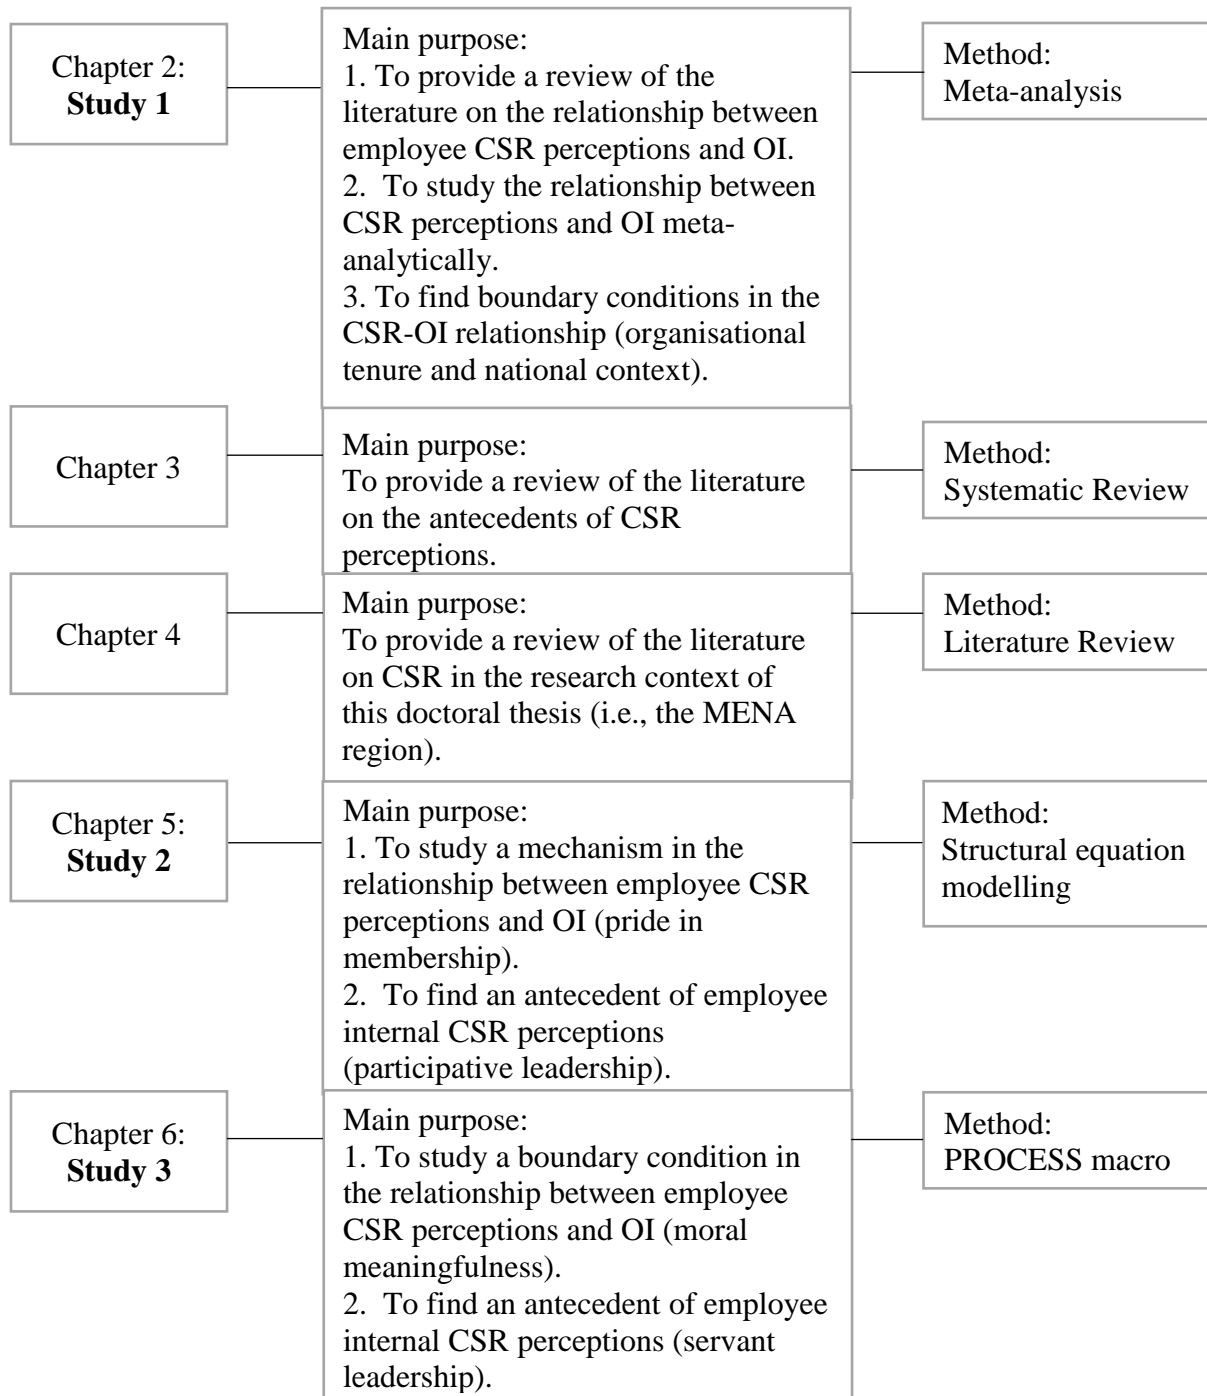 Chapter 2:
Study 1
Main purpose:
1. To provide a review of the
literature on the relationship between
employee CSR perceptions and OI.
2.  To study the relationship between
CSR perceptions and OI meta-
analytically.
3. To find boundary conditions in the
CSR-OI relationship (organisational
tenure and national context).
Method:
Meta-analysis
Chapter 3
Main purpose:
To provide a review of the literature
on the antecedents of CSR
perceptions.
Method:
Systematic Review
Chapter 4
Main purpose:
To provide a review of the literature
on CSR in the research context of
this doctoral thesis (i.e., the MENA
region).
Method:
Literature Review
Chapter 5:
Study 2
Main purpose:
1. To study a mechanism in the
relationship between employee CSR
perceptions and OI (pride in
membership).
2.  To find an antecedent of employee
internal CSR perceptions
(participative leadership).
Method:
Structural equation
modelling
Chapter 6:
Study 3
Main purpose:
1. To study a boundary condition in
the relationship between employee
CSR perceptions and OI (moral
meaningfulness).
2.  To find an antecedent of employee
internal CSR perceptions (servant
leadership).
Method:
PROCESS macro